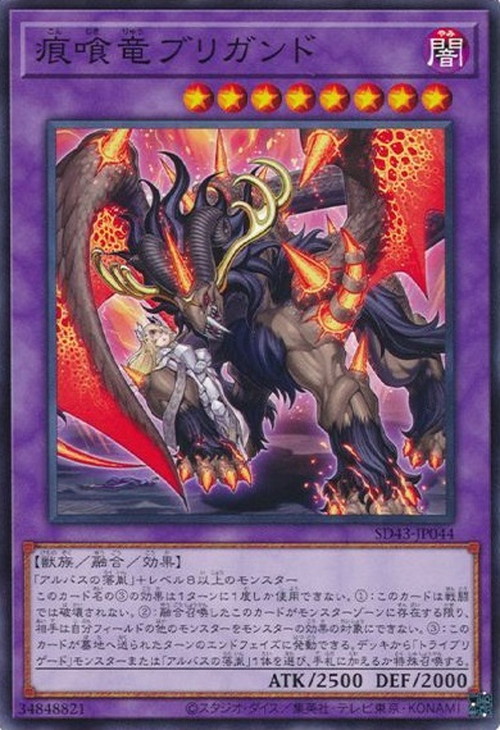 痕喰竜ブリガンド
闇
SD43-JP044
【獣族／融合／効果】
「アルバスの落胤」＋レベル８以上のモンスター
このカード名の③の効果は１ターンに１度しか使用できない。①：このカードは戦闘
では破壊されない。②：融合召喚したこのカードがモンスターゾーンに存在する限り、
相手は自分フィールドの他のモンスターをモンスターの効果の対象にできない。③：この
カードが墓地へ送られたターンのエンドフェイズに発動できる。デッキから「トライブリ
ゲード」モンスターまたは「アルバスの落胤」１体を選び、手札に加えるか特殊召喚する。
ATK/2500 DEF/2000
34848821
©スタジオ・ダイス／集英社・テレビ東京・KONAMI